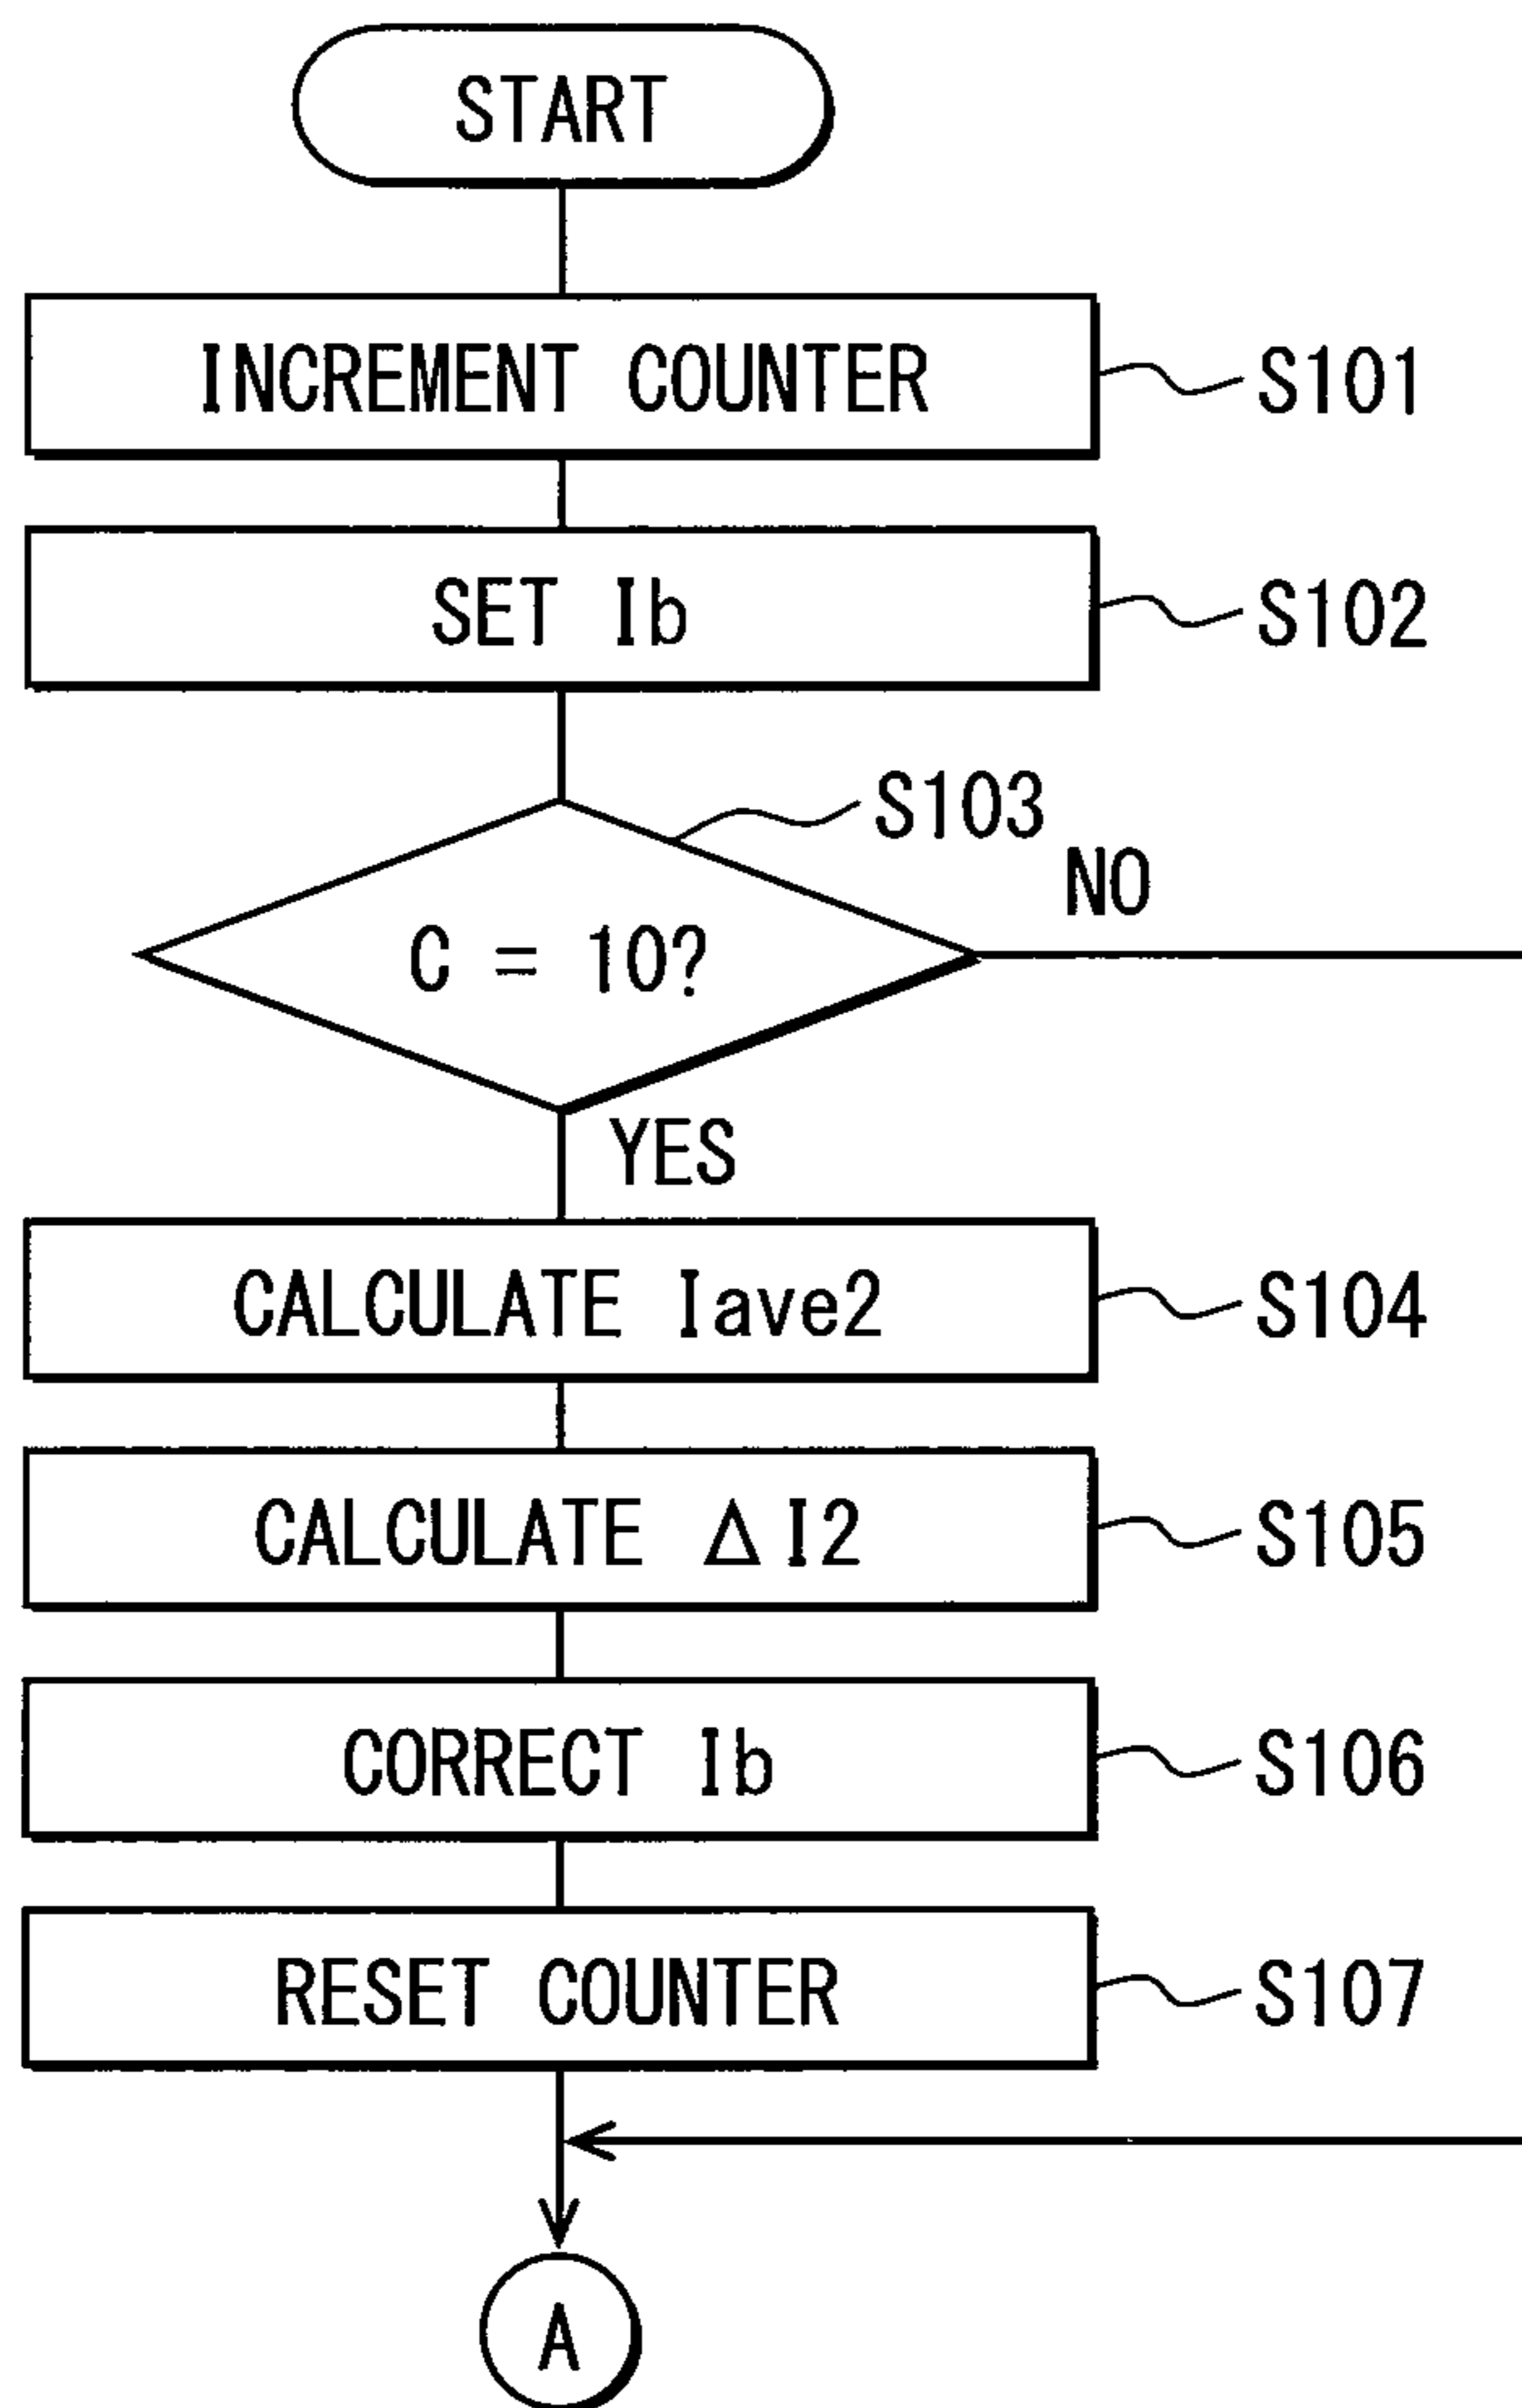 START
INCREMENT COUNTER
S101
SET Ib
S102
S103
NO
C = 10?
YES
CALCULATE Iave2
S104
CALCULATE Δ I2
S105
CORRECT Ib
S106
RESET COUNTER
S107
A